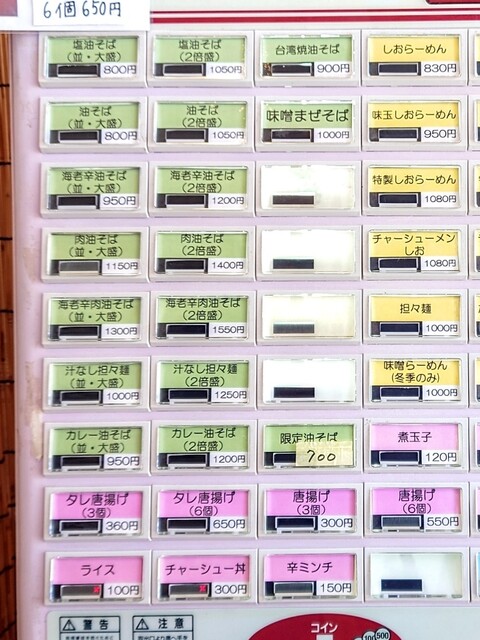 6個 650円
塩油そば
(並・大盛)
800円
塩油そば
(2倍盛)
1050円
台湾焼油そば
900円
しおらーめん
830円
油そば
(並・大盛)
800円
油そば
(2倍盛)
1050円
味噌まぜそば
1000円
味玉しおらーめん
950円
海老辛油そば
(並・大盛)
950円
海老辛油そば
(2倍盛)
1200円
特製しおらーめん
1080円
肉油そば
(並・大盛)
1150円
肉油そば
(2倍盛)
1400円
チャーシューメン
しお
1080円
海老辛肉油そば
(並・大盛)
1300円
海老辛肉油そば
(2倍盛)
1550円
担々麺
1000円
汁なし担々麺
(並・大盛)
1000円
汁なし担々麺
(2倍盛)
1250円
味噌らーめん
(冬季のみ)
1000円
カレー油そば
(並・大盛)
950円
カレー油そば
(2倍盛)
1200円
限定油そば
900
煮玉子
120円
タレ唐揚げ
(3個)
360円
タレ唐揚げ
(6個)
650円
唐揚げ
(3個)
300円
唐揚げ
(6個)
550円
ライス
100円
チャーシュー丼
300円
辛ミンチ
150円
警告
注意
コイン
100
500